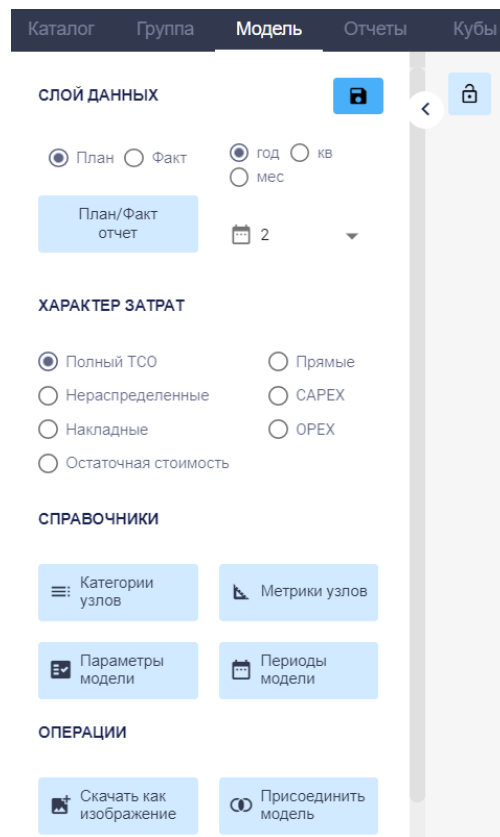 Каталог Группа Модель Отчеты Кубы
СЛОЙ ДАННЫХ
План Факт год кв
мес
План/Факт
отчет
2
ХАРАКТЕР ЗАТРАТ
Полный ТСО Прямые
Нераспределенные CAPEX
Накладные OPEX
Остаточная стоимость
СПРАВОЧНИКИ
Категории
узлов
Метрики узлов
Параметры
модели
Периоды
модели
ОПЕРАЦИИ
Скачать как
изображение
Присоединить
модель